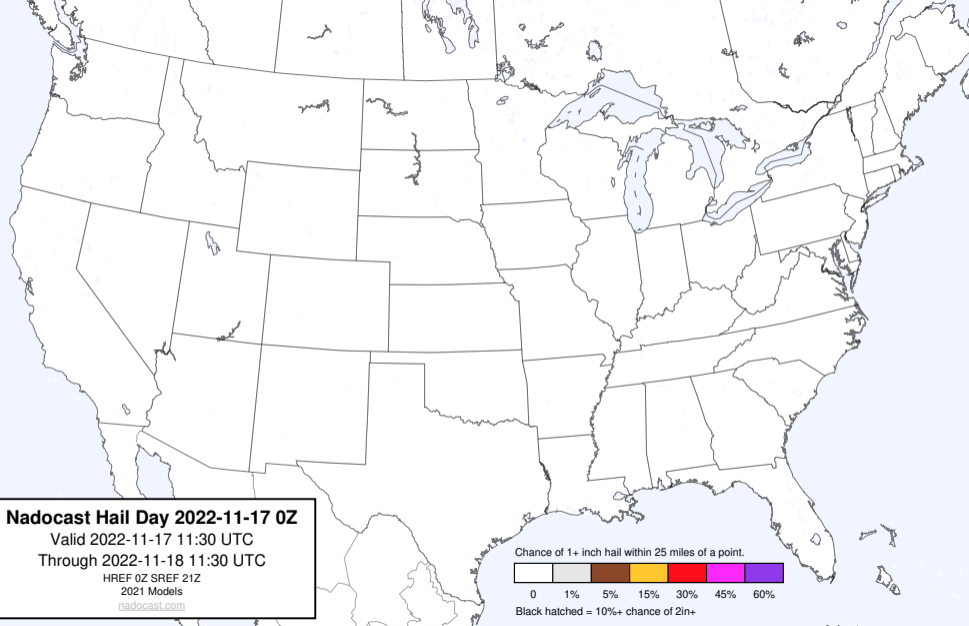 Nadocast Hail Day 2022-11-17 0Z
Valid 2022-11-17 11:30 UTC
Through 2022-11-18 11:30 UTC
HREF 0Z SREF 21Z
2021 Models
nadocast.com
Chance of 1+ inch hail within 25 miles of a point.
0 1% 5% 15% 30% 45% 60%
Black hatched = 10%+ chance of 2in+